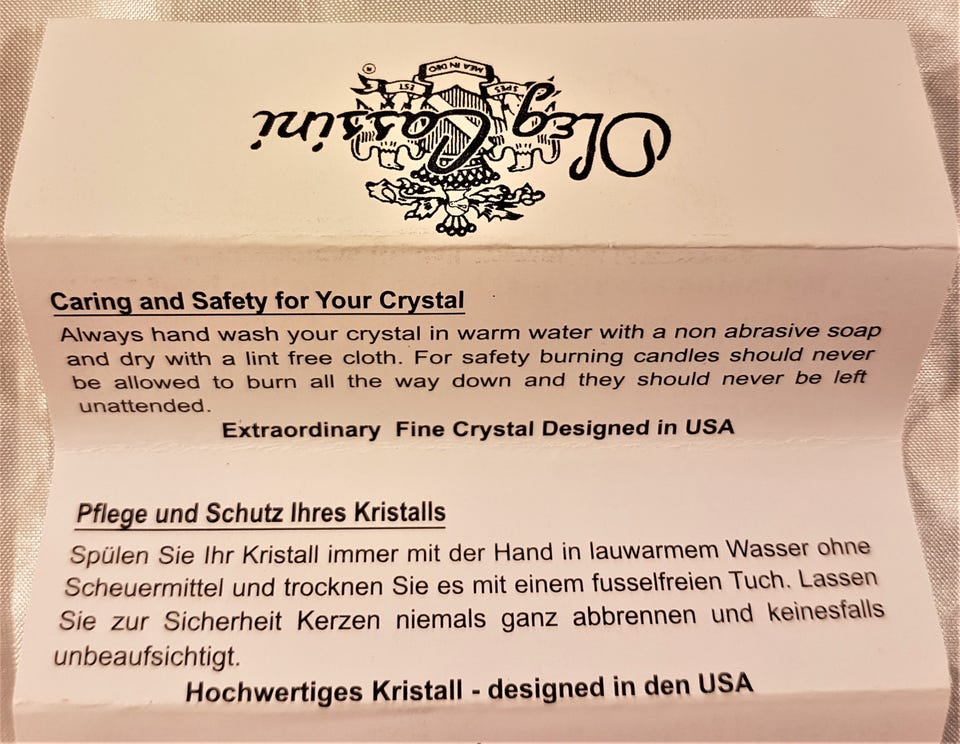 Oleg Cassini
®
SPES
MEA IN DEO
EST
Caring and Safety for Your Crystal
Always hand wash your crystal in warm water with a non abrasive soap
and dry with a lint free cloth. For safety burning candles should never
be allowed to burn all the way down and they should never be left
unattended.
Extraordinary Fine Crystal Designed in USA
Pflege und Schutz Ihres Kristalls
Spülen Sie Ihr Kristall immer mit der Hand in lauwarmem Wasser ohne
Scheuermittel und trocknen Sie es mit einem fusselfreien Tuch. Lassen
Sie zur Sicherheit Kerzen niemals ganz abbrennen und keinesfalls
unbeaufsichtigt.
Hochwertiges Kristall - designed in den USA